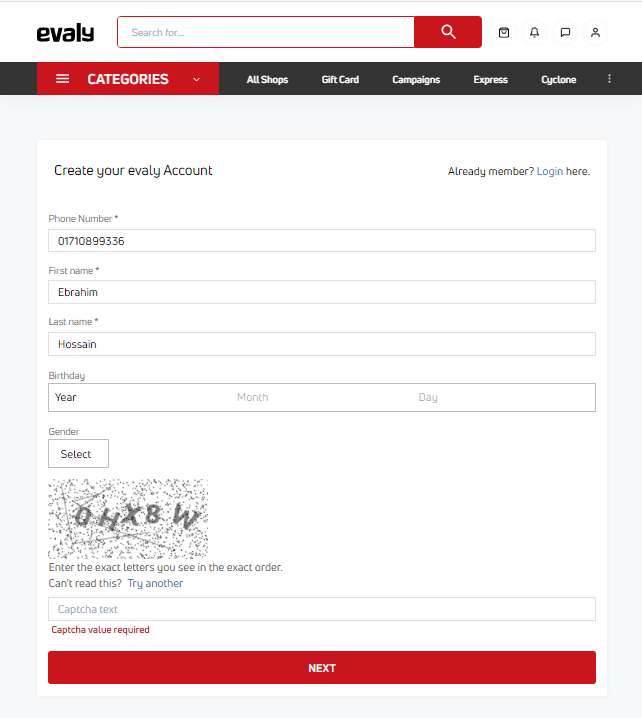 evaly
Search for...
CATEGORIES All Shops Gift Card Campaigns Express Cyclone
Create your evaly Account Already member? Login here.
Phone Number *
01710899336
First name *
Ebrahim
Last name *
Hossain
Birthday
Year Month Day
Gender
Select
Enter the exact letters you see in the exact order.
Can't read this? Try another
Captcha text
Captcha value required
NEXT